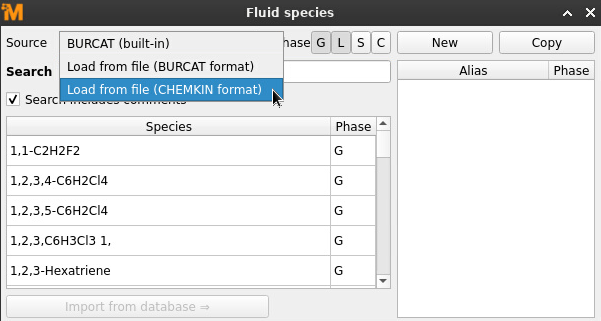 Fluid species
Source
BURCAT (built-in)
Load from file (BURCAT format)
Load from file (CHEMKIN format)
hase
G L S C
New
Copy
Search
Search includes comments
Species
Phase
1,1-C2H2F2
G
1,2,3,4-C6H2Cl4
G
1,2,3,5-C6H2Cl4
G
1,2,3,C6H3Cl3 1,
G
1,2,3-Hexatriene
G
Import from database ⇒
Alias
Phase